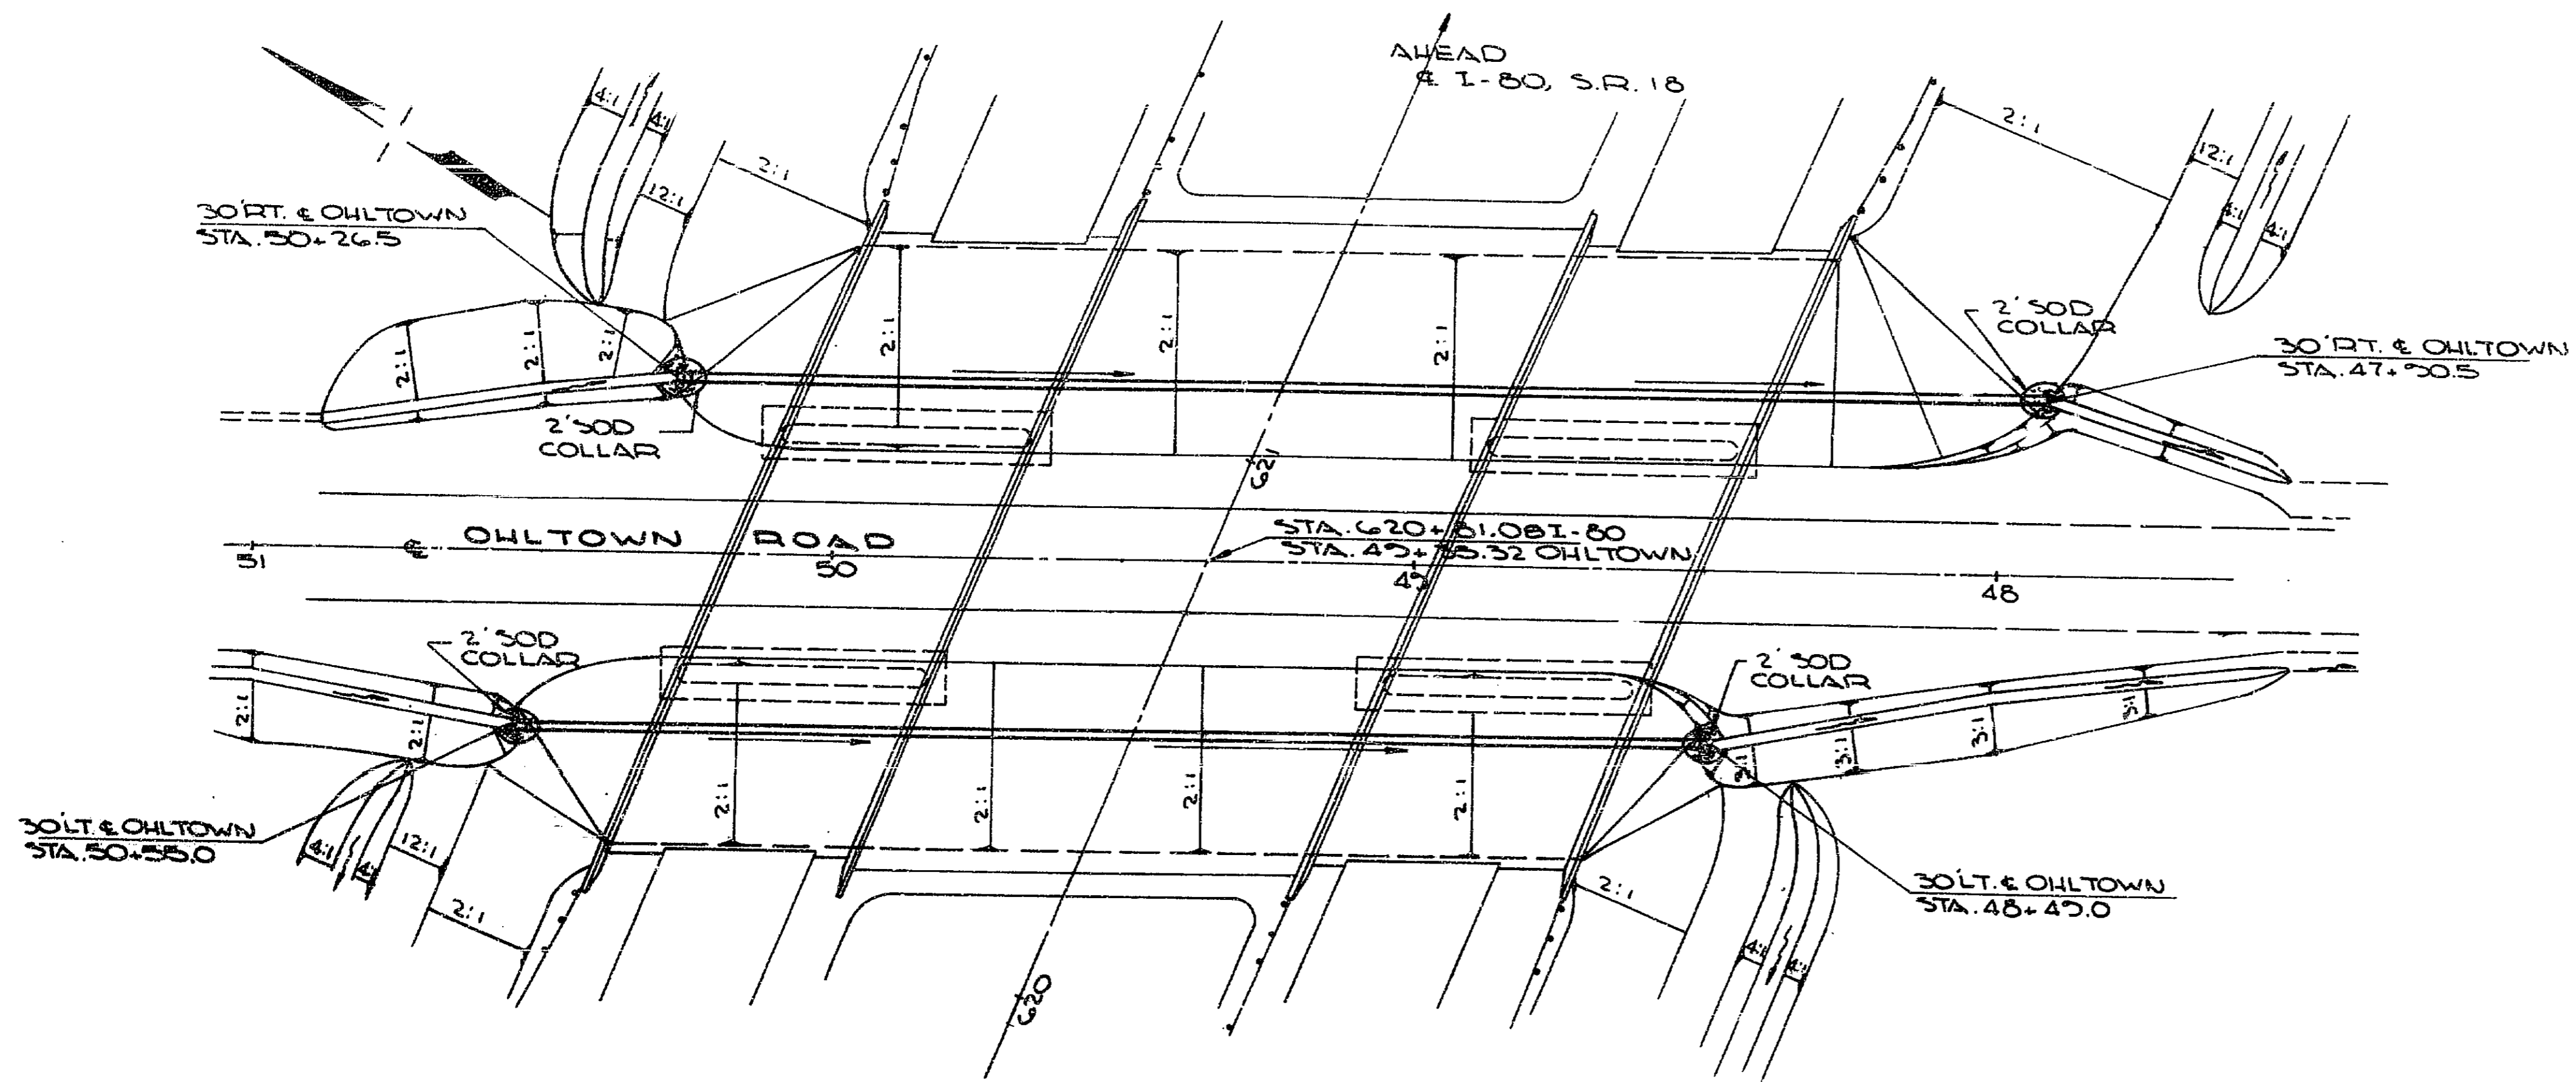 AHEAD
℄ I-80, S.R. 18
4:1
4:1
12:1
2:1
2:1
12:1
4:1
4:1
30' RT. ℄ OHLTOWN
STA. 50+26.5
2:1
2:1
2:1
2:1
2:1
2:1
2' SOD
COLLAR
30' RT. ℄ OHLTOWN
STA. 47+90.5
2' SOD
COLLAR
621
OHLTOWN ROAD
STA. 620+81.08 I-80
STA. 49+35.32 OHLTOWN
51
℄
50
49
48
2' SOD
COLLAR
2' SOD
COLLAR
2:1
2:1
2:1
2:1
2:1
2:1
3:1
3:1
3:1
3:1
30' LT. ℄ OHLTOWN
STA. 50+55.0
4:1
4:1
12:1
2:1
2:1
30' LT. ℄ OHLTOWN
STA. 48+49.0
4:1
4:1
620